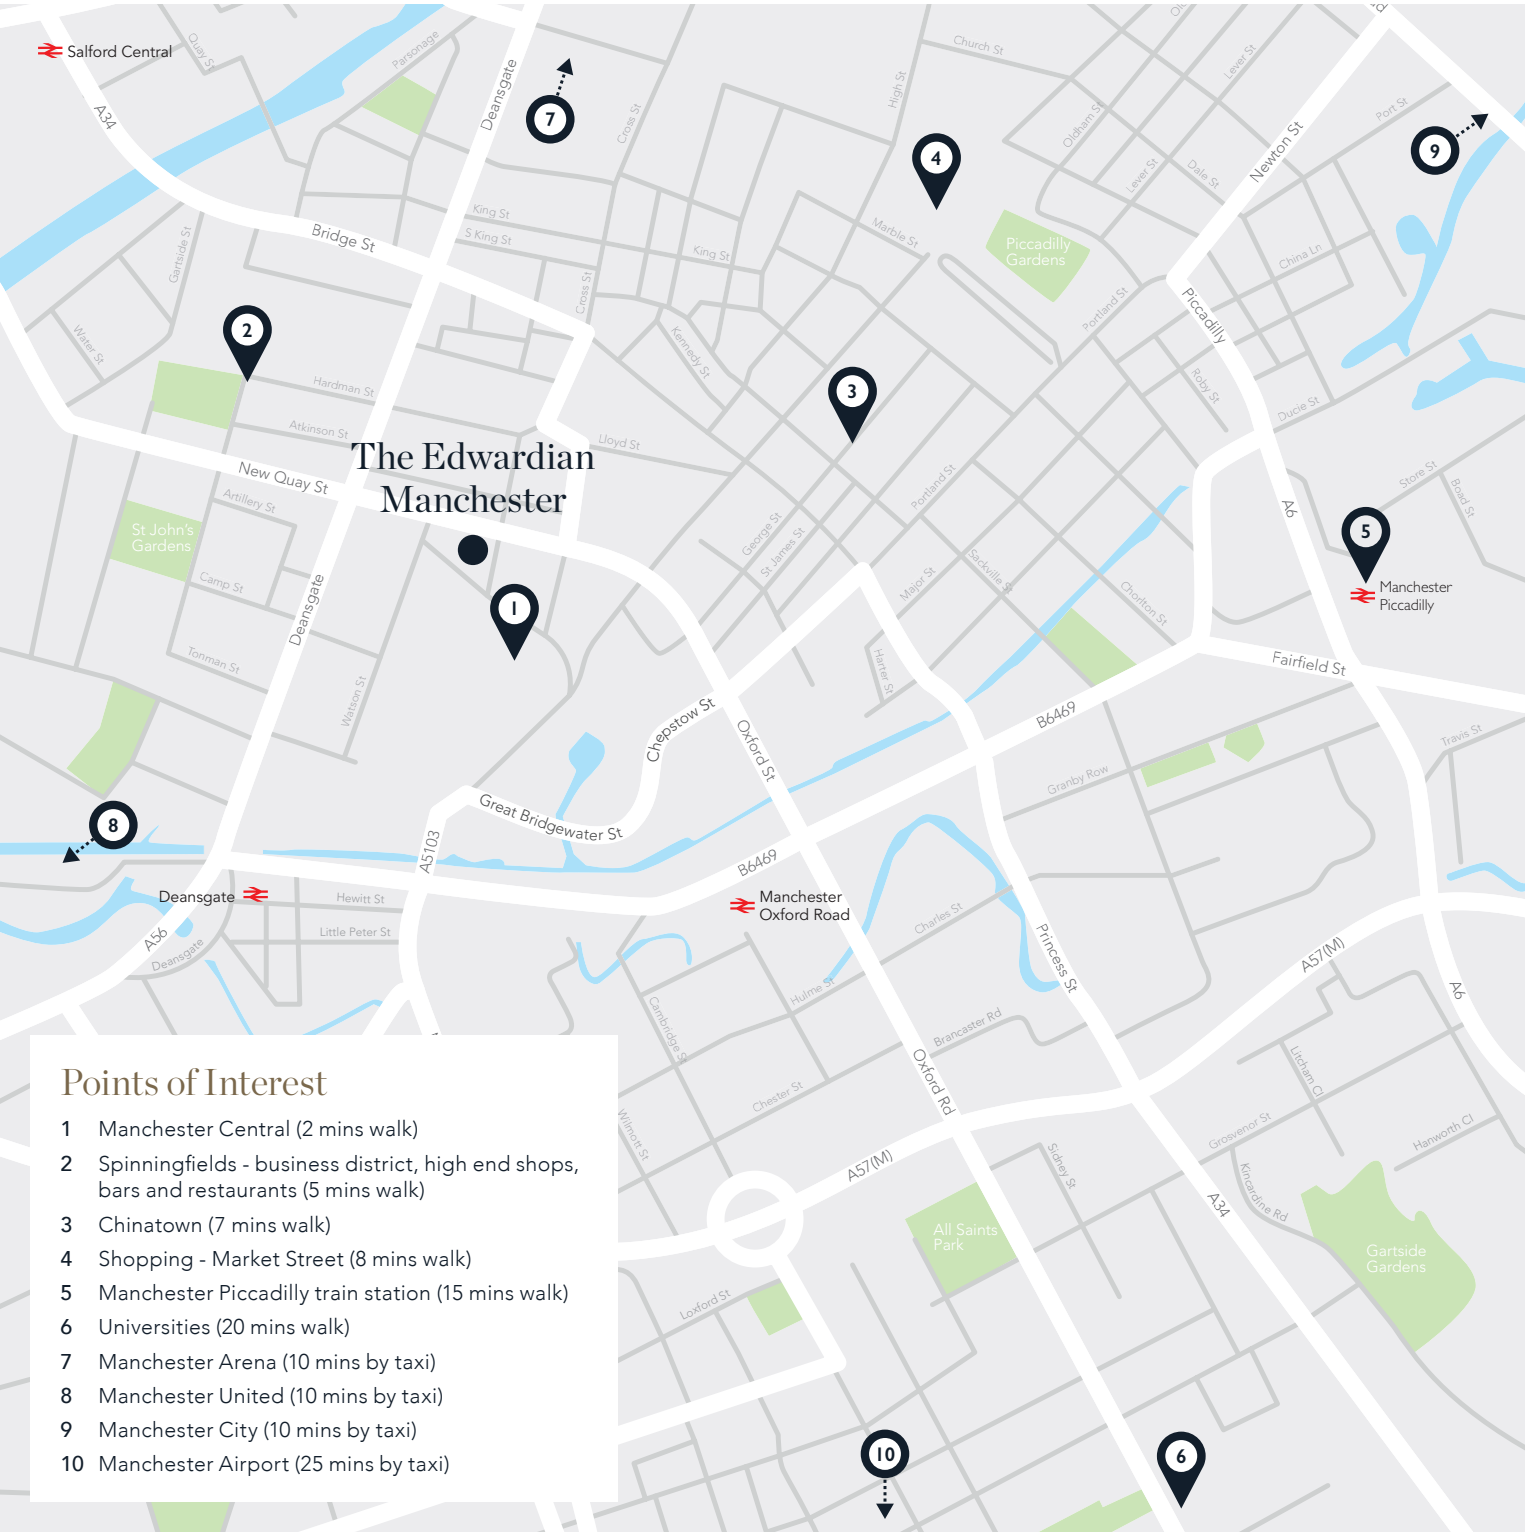 Salford Central
Quay St
Parsonage
Deansgate
7
Cross St
High St
Church St
Oldham St
Lever St
Port St
9
A34
4
Lever St
Dale St
Newton St
King St
S King St
Bridge St
Gartside St
King St
Marble St
Piccadilly
Gardens
China Ln
Cross St
Portland St
Piccadilly
2
Water St
Kennedy St
3
Roby St
Hardman St
Ducie St
Atkinson St
Lloyd St
The Edwardian
Manchester
New Quay St
Artillery St
Portland St
Store St
Board St
A6
St John's
Gardens
George St
St James St
5
Manchester
Piccadilly
Camp St
Deansgate
1
Major St
Sackville St
Chorlton St
Tonman St
Watson St
Harter St
Fairfield St
Chepstow St
Oxford St
B6469
Travis St
Granby Row
Great Bridgewater St
8
A5103
B6469
Deansgate
Hewitt St
Manchester
Oxford Road
Little Peter St
Charles St
A56
Deansgate
Princess St
A57(M)
A6
Hulme St
Cambridge St
Brancaster Rd
Oxford Rd
Litcham Cl
Chester St
Wilmott St
Grosvenor St
Hanworth Cl
A57(M)
Sidney St
Kincardine Rd
A34
All Saints
Park
Gartside
Gardens
Loxford St
10
6
Points of Interest
1 Manchester Central (2 mins walk)
2 Spinningfields - business district, high end shops,
bars and restaurants (5 mins walk)
3 Chinatown (7 mins walk)
4 Shopping - Market Street (8 mins walk)
5 Manchester Piccadilly train station (15 mins walk)
6 Universities (20 mins walk)
7 Manchester Arena (10 mins by taxi)
8 Manchester United (10 mins by taxi)
9 Manchester City (10 mins by taxi)
10 Manchester Airport (25 mins by taxi)